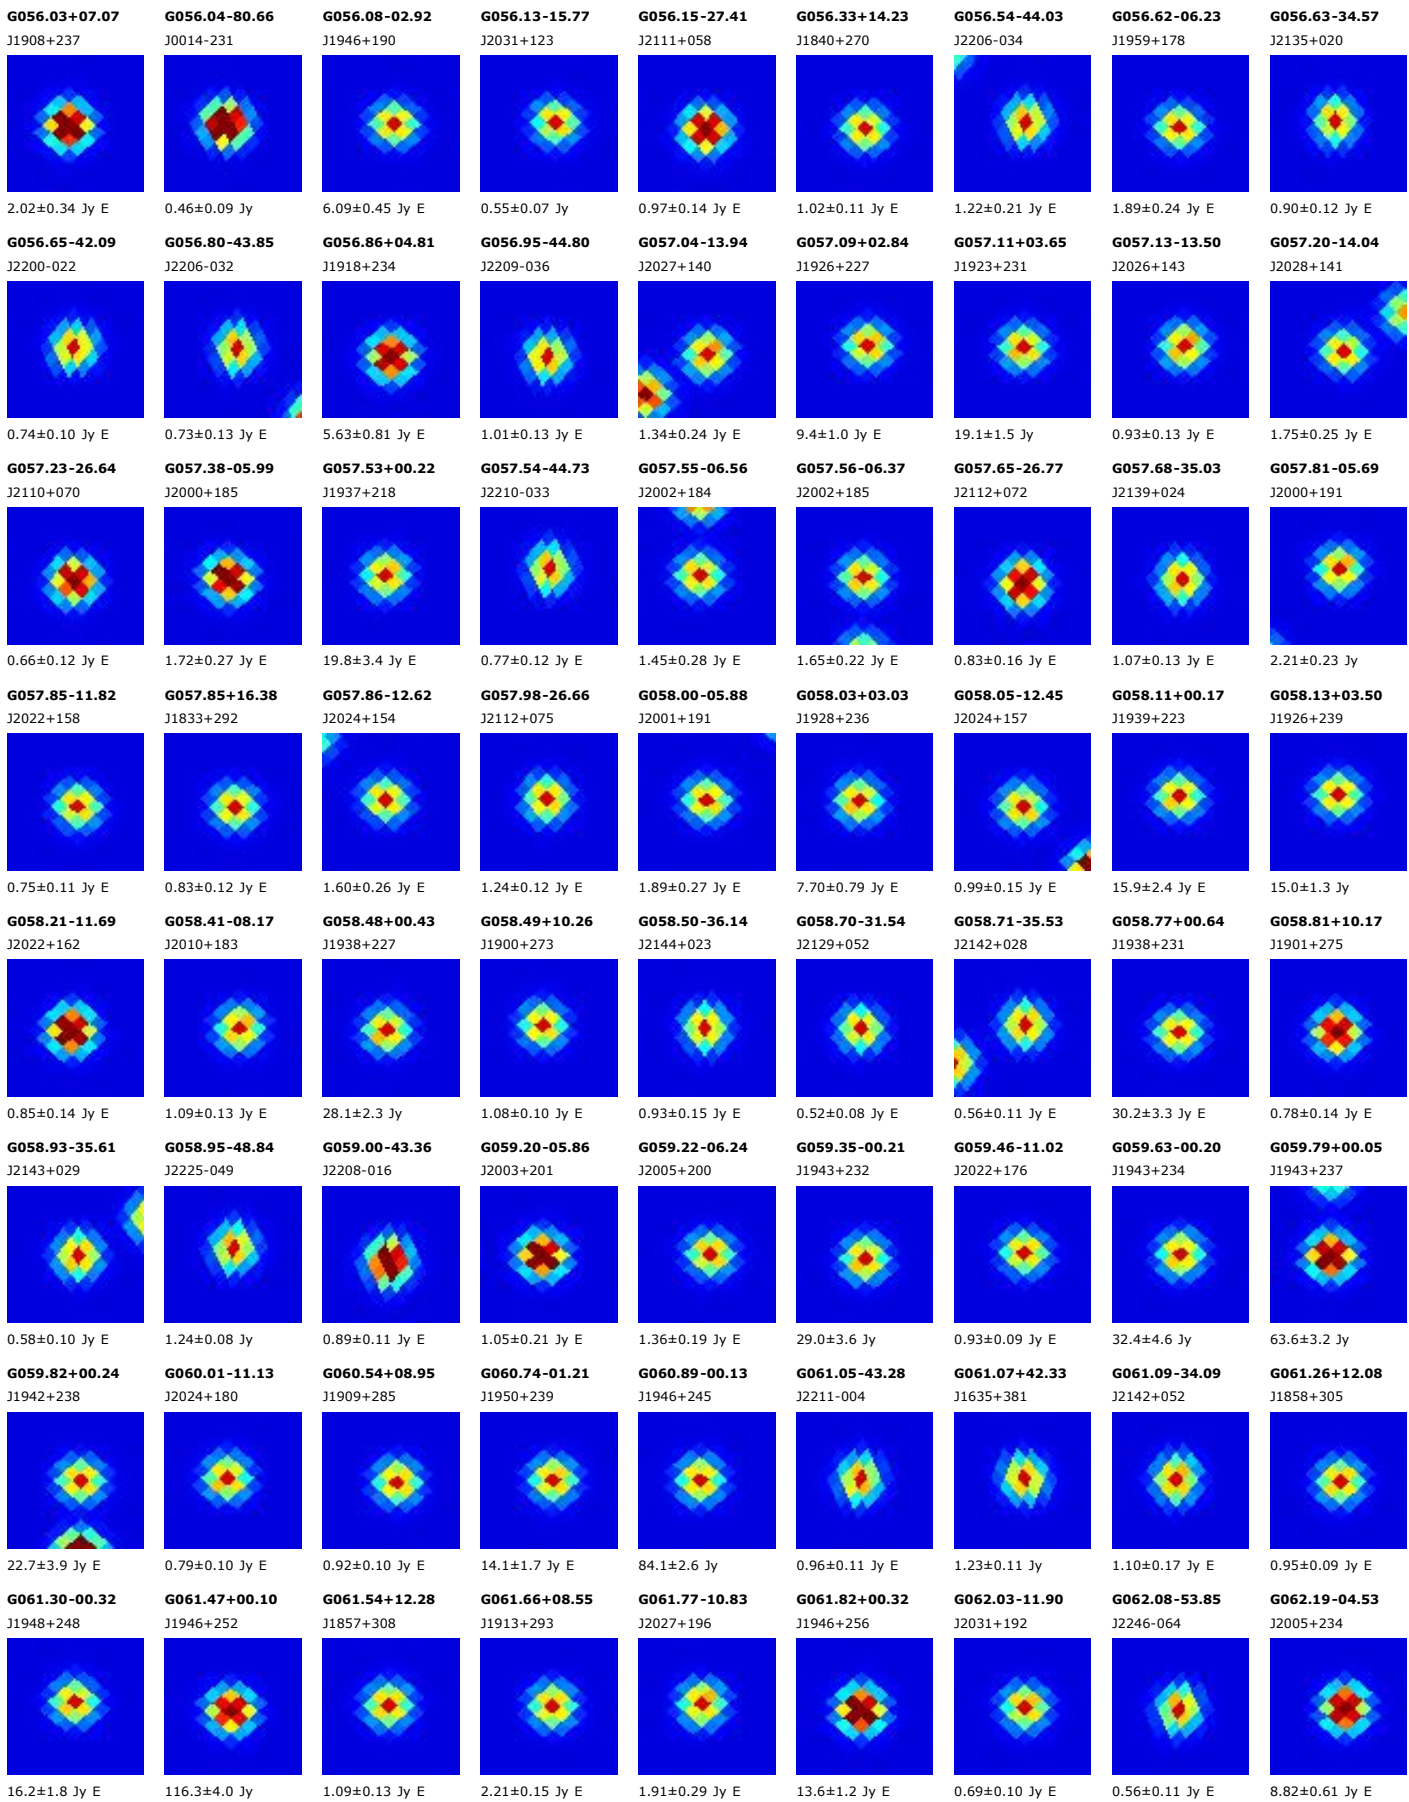 G056.03+07.07 G056.04-80.66 G056.08-02.92 G056.13-15.77 G056.15-27.41 G056.33+14.23 G056.54-44.03 G056.62-06.23 G056.63-34.57
J1908+237 J0014-231 J1946+190 J2031+123 J2111+058 J1840+270 J2206-034 J1959+178 J2135+020
2.02±0.34 Jy E 0.46±0.09 Jy 6.09±0.45 Jy E 0.55±0.07 Jy 0.97±0.14 Jy E 1.02±0.11 Jy E 1.22±0.21 Jy E 1.89±0.24 Jy E 0.90±0.12 Jy E
G056.65-42.09 G056.80-43.85 G056.86+04.81 G056.95-44.80 G057.04-13.94 G057.09+02.84 G057.11+03.65 G057.13-13.50 G057.20-14.04
J2200-022 J2206-032 J1918+234 J2209-036 J2027+140 J1926+227 J1923+231 J2026+143 J2028+141
0.74±0.10 Jy E 0.73±0.13 Jy E 5.63±0.81 Jy E 1.01±0.13 Jy E 1.34±0.24 Jy E 9.4±1.0 Jy E 19.1±1.5 Jy 0.93±0.13 Jy E 1.75±0.25 Jy E
G057.23-26.64 G057.38-05.99 G057.53+00.22 G057.54-44.73 G057.55-06.56 G057.56-06.37 G057.65-26.77 G057.68-35.03 G057.81-05.69
J2110+070 J2000+185 J1937+218 J2210-033 J2002+184 J2002+185 J2112+072 J2139+024 J2000+191
0.66±0.12 Jy E 1.72±0.27 Jy E 19.8±3.4 Jy E 0.77±0.12 Jy E 1.45±0.28 Jy E 1.65±0.22 Jy E 0.83±0.16 Jy E 1.07±0.13 Jy E 2.21±0.23 Jy
G057.85-11.82 G057.85+16.38 G057.86-12.62 G057.98-26.66 G058.00-05.88 G058.03+03.03 G058.05-12.45 G058.11+00.17 G058.13+03.50
J2022+158 J1833+292 J2024+154 J2112+075 J2001+191 J1928+236 J2024+157 J1939+223 J1926+239
0.75±0.11 Jy E 0.83±0.12 Jy E 1.60±0.26 Jy E 1.24±0.12 Jy E 1.89±0.27 Jy E 7.70±0.79 Jy E 0.99±0.15 Jy E 15.9±2.4 Jy E 15.0±1.3 Jy
G058.21-11.69 G058.41-08.17 G058.48+00.43 G058.49+10.26 G058.50-36.14 G058.70-31.54 G058.71-35.53 G058.77+00.64 G058.81+10.17
J2022+162 J2010+183 J1938+227 J1900+273 J2144+023 J2129+052 J2142+028 J1938+231 J1901+275
0.85±0.14 Jy E 1.09±0.13 Jy E 28.1±2.3 Jy 1.08±0.10 Jy E 0.93±0.15 Jy E 0.52±0.08 Jy E 0.56±0.11 Jy E 30.2±3.3 Jy E 0.78±0.14 Jy E
G058.93-35.61 G058.95-48.84 G059.00-43.36 G059.20-05.86 G059.22-06.24 G059.35-00.21 G059.46-11.02 G059.63-00.20 G059.79+00.05
J2143+029 J2225-049 J2208-016 J2003+201 J2005+200 J1943+232 J2022+176 J1943+234 J1943+237
0.58±0.10 Jy E 1.24±0.08 Jy 0.89±0.11 Jy E 1.05±0.21 Jy E 1.36±0.19 Jy E 29.0±3.6 Jy 0.93±0.09 Jy E 32.4±4.6 Jy 63.6±3.2 Jy
G059.82+00.24 G060.01-11.13 G060.54+08.95 G060.74-01.21 G060.89-00.13 G061.05-43.28 G061.07+42.33 G061.09-34.09 G061.26+12.08
J1942+238 J2024+180 J1909+285 J1950+239 J1946+245 J2211-004 J1635+381 J2142+052 J1858+305
22.7±3.9 Jy E 0.79±0.10 Jy E 0.92±0.10 Jy E 14.1±1.7 Jy E 84.1±2.6 Jy 0.96±0.11 Jy E 1.23±0.11 Jy 1.10±0.17 Jy E 0.95±0.09 Jy E
G061.30-00.32 G061.47+00.10 G061.54+12.28 G061.66+08.55 G061.77-10.83 G061.82+00.32 G062.03-11.90 G062.08-53.85 G062.19-04.53
J1948+248 J1946+252 J1857+308 J1913+293 J2027+196 J1946+256 J2031+192 J2246-064 J2005+234
16.2±1.8 Jy E 116.3±4.0 Jy 1.09±0.13 Jy E 2.21±0.15 Jy E 1.91±0.29 Jy E 13.6±1.2 Jy E 0.69±0.10 Jy E 0.56±0.11 Jy E 8.82±0.61 Jy E